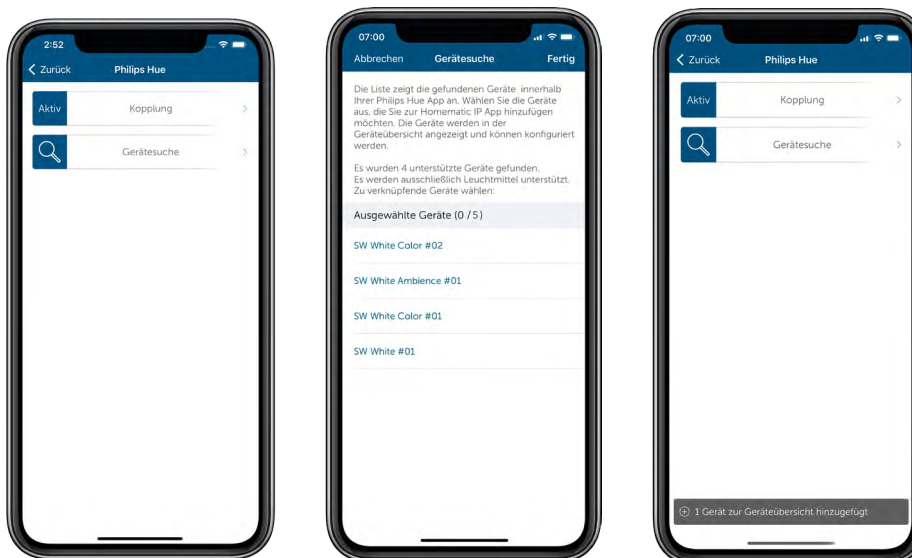 2:52
Zurück
Philips Hue
Aktiv
Kopplung
Gerätesuche
07:00
Abbrechen
Gerätesuche
Fertig
Die Liste zeigt die gefundenen Geräte innerhalb
Ihrer Philips Hue App an. Wählen Sie die Geräte
aus, die Sie zur Homematic IP App hinzufügen
möchten. Die Geräte werden in der
Geräteübersicht angezeigt und können konfiguriert
werden.
Es wurden 4 unterstützte Geräte gefunden.
Es werden ausschließlich Leuchtmittel unterstützt.
Zu verknüpfende Geräte wählen:
Ausgewählte Geräte (0 / 5)
SW White Color #02
SW White Ambience #01
SW White Color #01
SW White #01
07:00
Zurück
Philips Hue
Aktiv
Kopplung
Gerätesuche
1 Gerät zur Geräteübersicht hinzugefügt